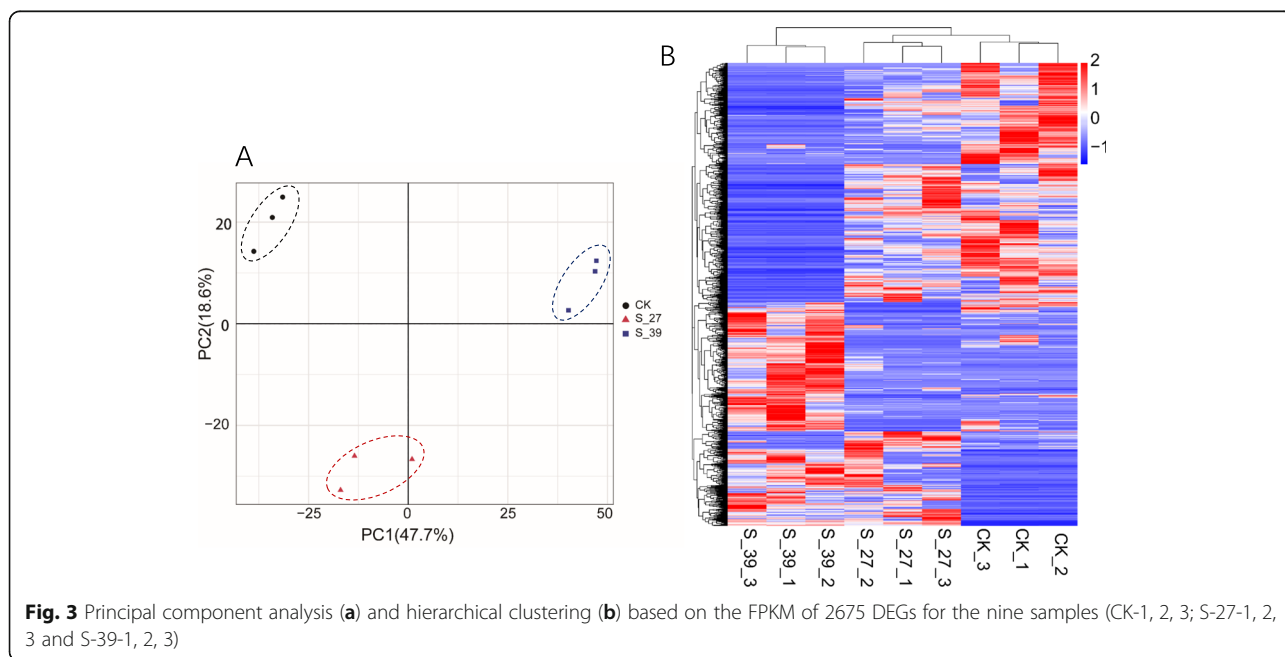 A
20
0
−20
PC2(18.6%)
−25
0
25
50
PC1(47.7%)
CK
S_27
S_39
B
2
1
0
−1
S_39_3
S_39_1
S_39_2
S_27_2
S_27_1
S_27_3
CK_3
CK_1
CK_2
Fig. 3 Principal component analysis (a) and hierarchical clustering (b) based on the FPKM of 2675 DEGs for the nine samples (CK-1, 2, 3; S-27-1, 2,
3 and S-39-1, 2, 3)